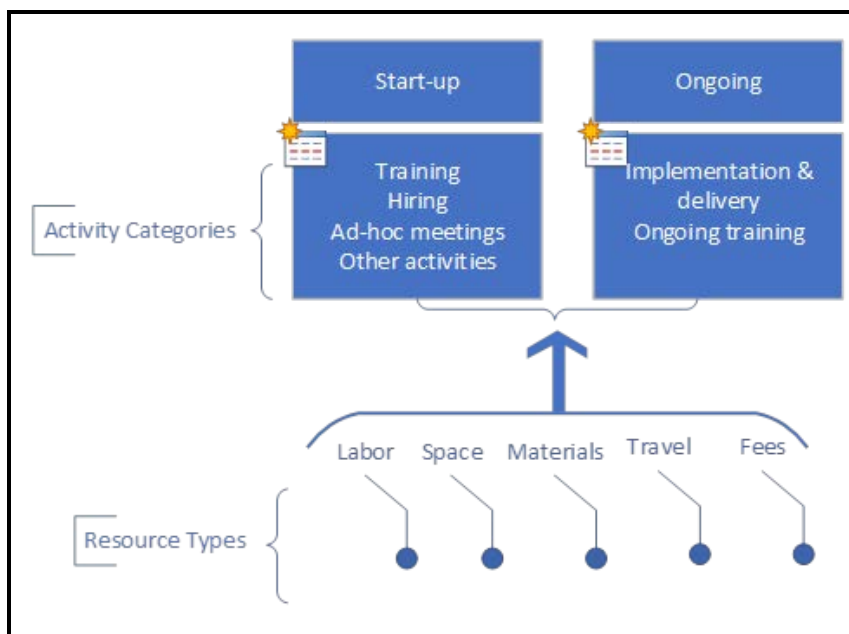 Start-up
Ongoing
Training
Hiring
Ad-hoc meetings
Other activities
Implementation &
delivery
Ongoing training
Activity Categories
Labor
Space
Materials
Travel
Fees
Resource Types